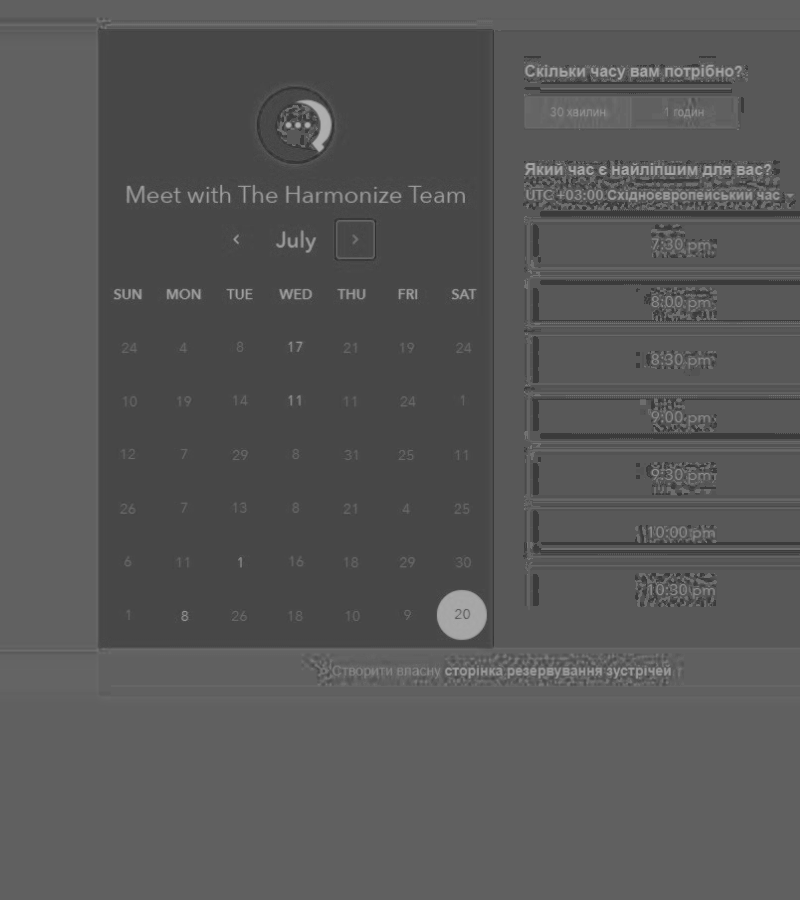 Meet with The Harmonize Team
July
SUN MON TUE WED THU FRI SAT
24 4 8 17 21 19 24
10 19 14 11 11 24 1
12 7 29 8 31 25 11
26 7 13 8 21 4 25
6 11 1 16 18 29 30
1 8 26 18 10 9 20
Скільки часу вам потрібно?
30 хвилин 1 годин
Який час є найліпшим для вас?
UTC +03:00 Східноєвропейський час
7:30 pm
8:00 pm
8:30 pm
9:00 pm
9:30 pm
10:00 pm
10:30 pm
Створити власну сторінка резервування зустрічей